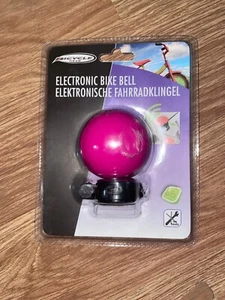 ELECTRONIC BIKE BELL
ELEKTRONISCHE FAHRRADKLINGEL